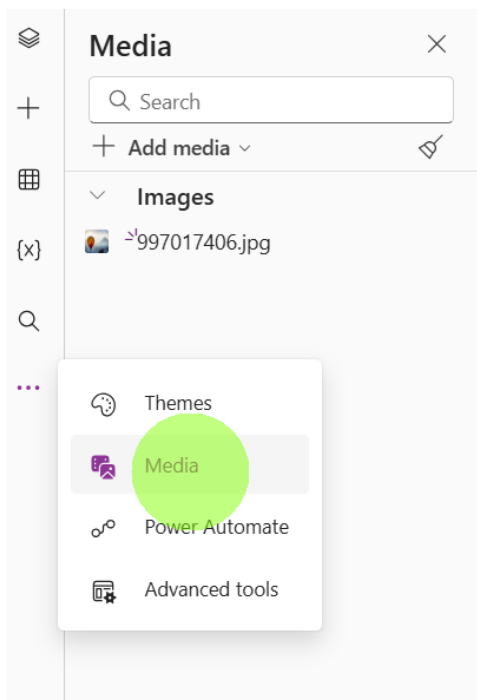 Media
Search
Add media
Images
997017406.jpg
{x}
Themes
Media
Power Automate
Advanced tools